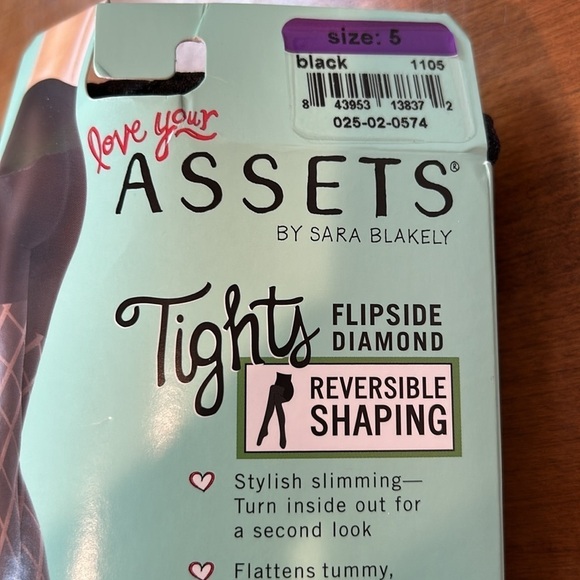 size: 5
black 1105
8 43953 13837 2
025-02-0574
love your
ASSETS®
BY SARA BLAKELY
Tights FLIPSIDE
DIAMOND
REVERSIBLE
SHAPING
Stylish slimming—
Turn inside out for
a second look
Flattens tummy,